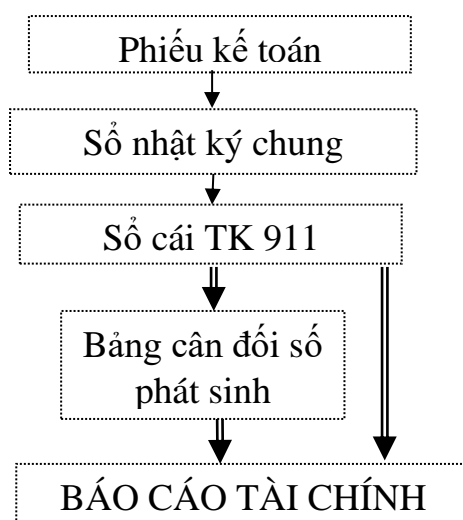 Phiếu kế toán
Sổ nhật ký chung
Sổ cái TK 911
Bảng cân đối số
phát sinh
BÁO CÁO TÀI CHÍNH